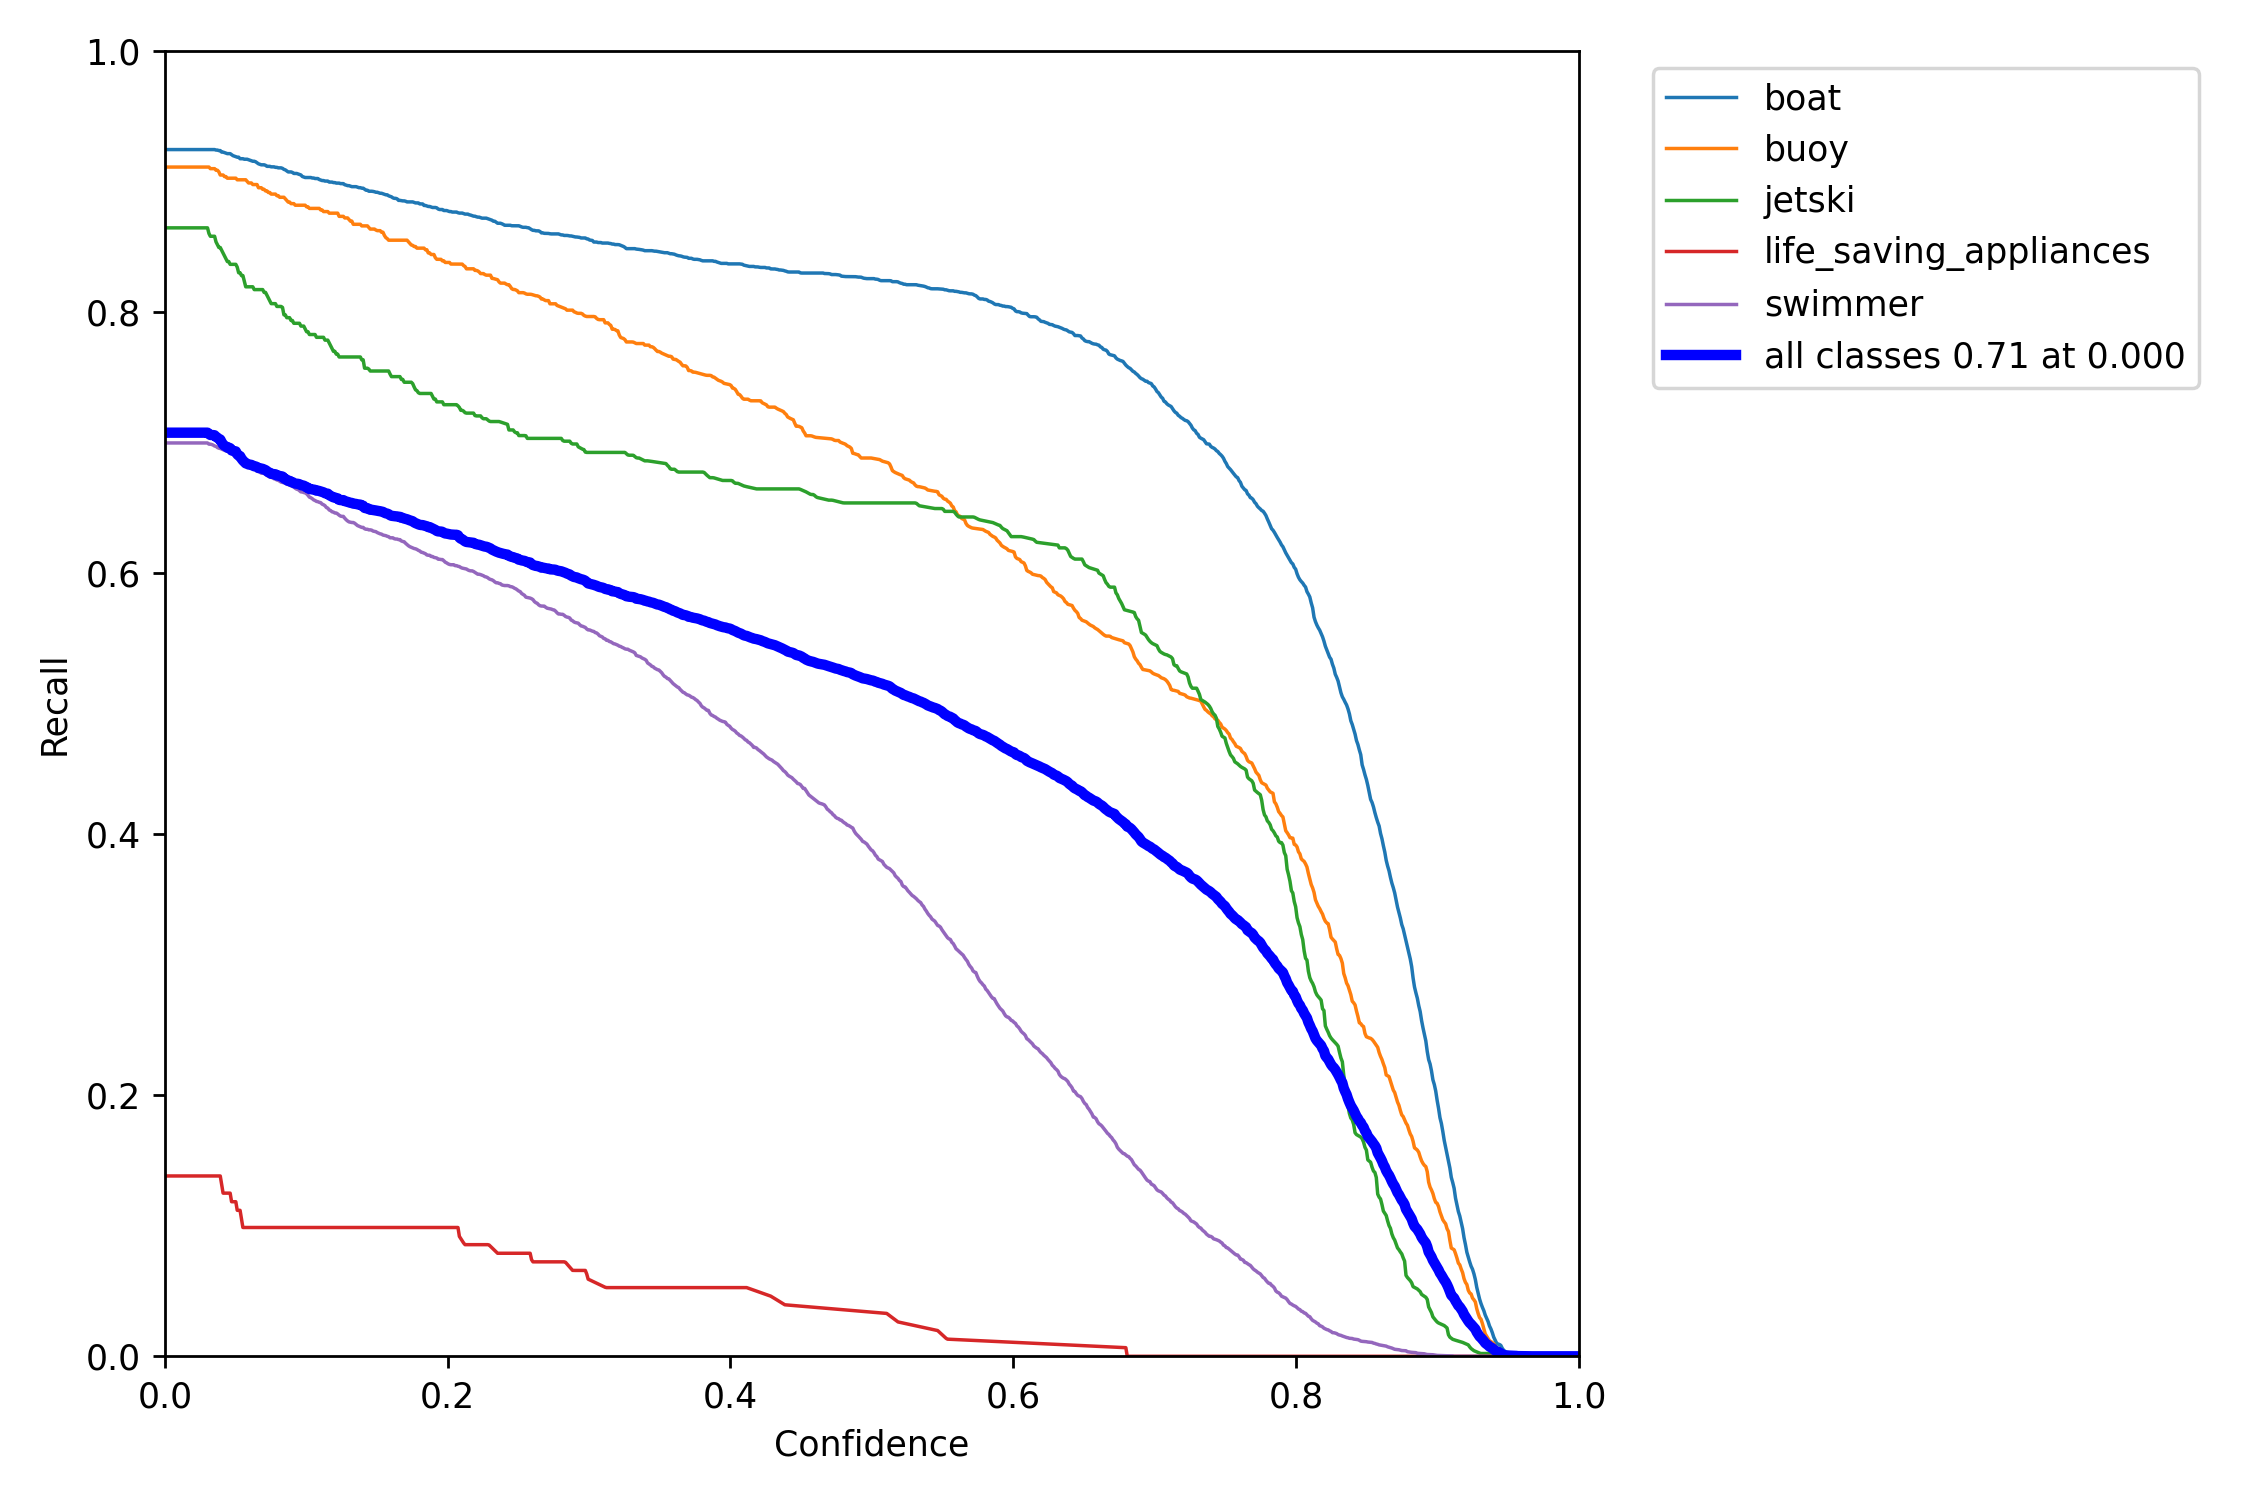 1.0
0.8
0.6
0.4
0.2
0.0
Recall
0.0 0.2 0.4 0.6 0.8 1.0
Confidence
boat
buoy
jetski
life_saving_appliances
swimmer
all classes 0.71 at 0.000